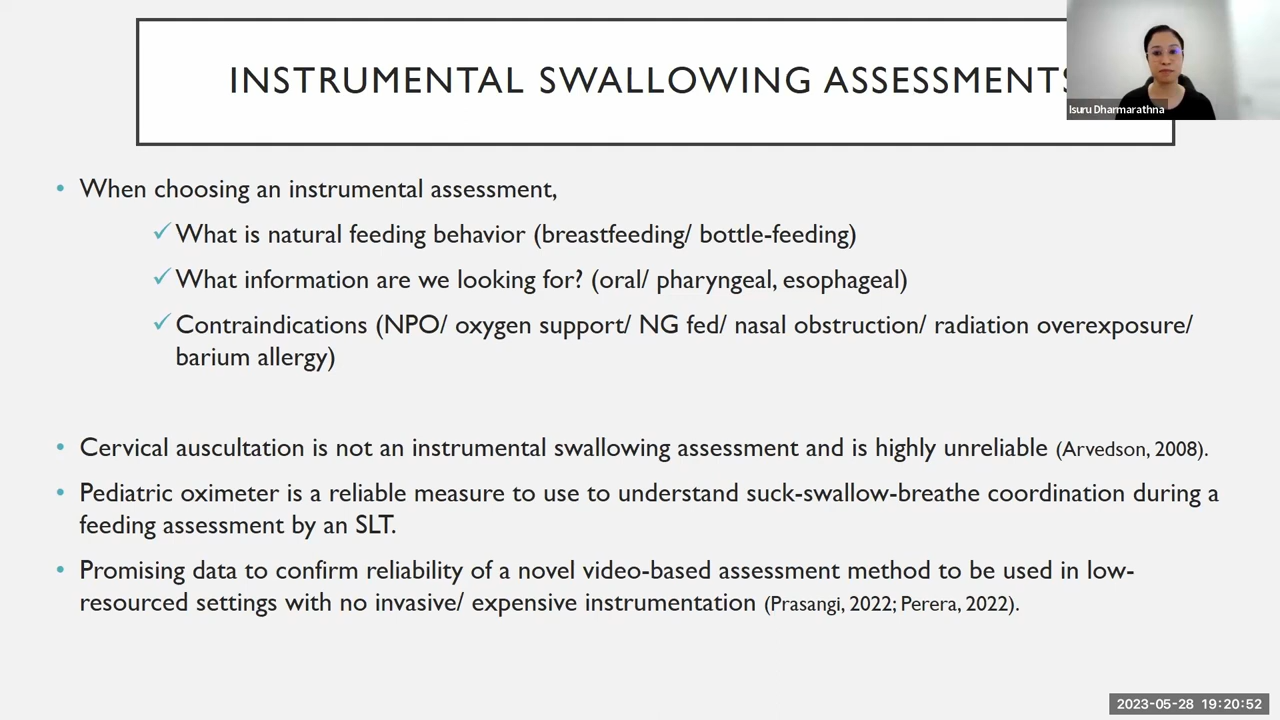 INSTRUMENTAL SWALLOWING ASSESSMENTS
Isuru Dharmarathna
• When choosing an instrumental assessment,
✓ What is natural feeding behavior (breastfeeding/ bottle-feeding)
✓ What information are we looking for? (oral/ pharyngeal, esophageal)
✓ Contraindications (NPO/ oxygen support/ NG fed/ nasal obstruction/ radiation overexposure/
barium allergy)
• Cervical auscultation is not an instrumental swallowing assessment and is highly unreliable (Arvedson, 2008).
• Pediatric oximeter is a reliable measure to use to understand suck-swallow-breathe coordination during a
feeding assessment by an SLT.
• Promising data to confirm reliability of a novel video-based assessment method to be used in low-
resourced settings with no invasive/ expensive instrumentation (Prasangi, 2022; Perera, 2022).
2023-05-28 19:20:52